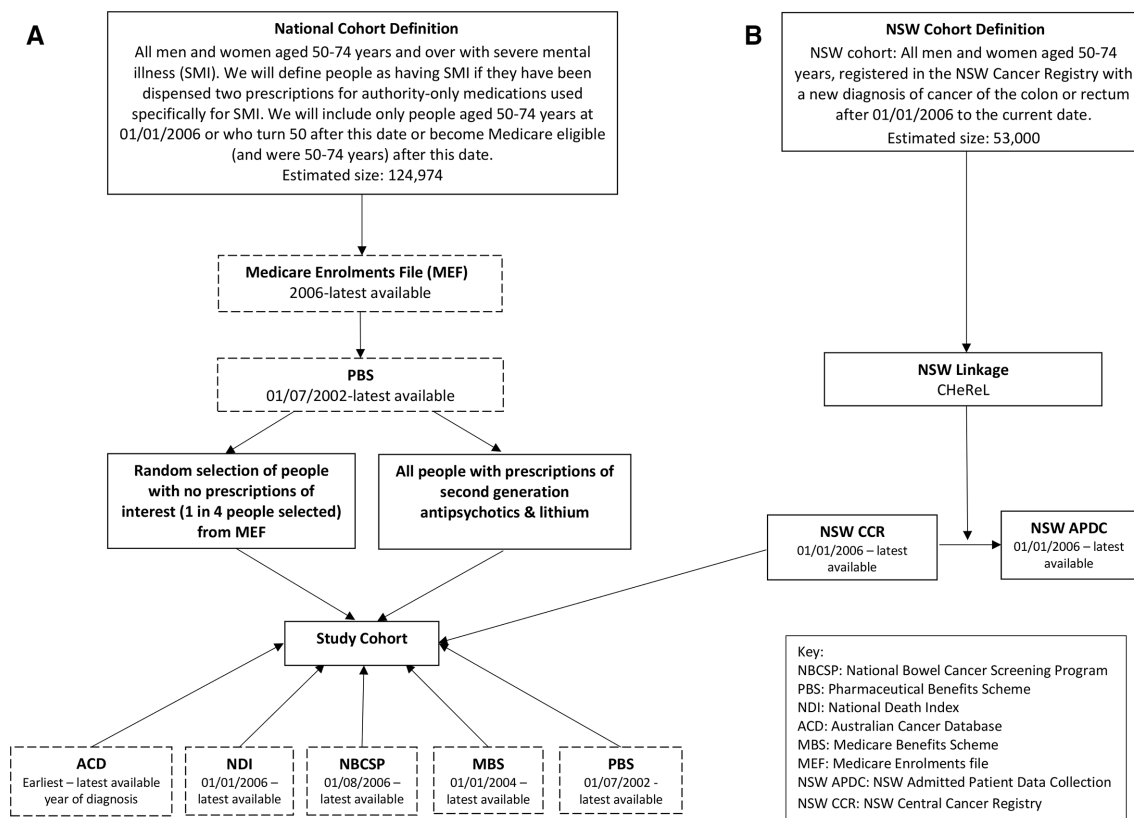 A
National Cohort Definition
All men and women aged 50-74 years and over with severe mental
illness (SMI). We will define people as having SMI if they have been
dispensed two prescriptions for authority-only medications used
specifically for SMI. We will include only people aged 50-74 years at
01/01/2006 or who turn 50 after this date or become Medicare eligible
(and were 50-74 years) after this date.
Estimated size: 124,974
Medicare Enrolments File (MEF)
2006-latest available
PBS
01/07/2002-latest available
Random selection of people
with no prescriptions of
interest (1 in 4 people selected)
from MEF
All people with prescriptions of
second generation
antipsychotics & lithium
Study Cohort
ACD
Earliest – latest available
year of diagnosis
NDI
01/01/2006 –
latest available
NBCSP
01/08/2006 –
latest available
MBS
01/01/2004 –
latest available
PBS
01/07/2002 -
latest available
B
NSW Cohort Definition
NSW cohort: All men and women aged 50-74
years, registered in the NSW Cancer Registry with
a new diagnosis of cancer of the colon or rectum
after 01/01/2006 to the current date.
Estimated size: 53,000
NSW Linkage
CHeReL
NSW CCR
01/01/2006 – latest
available
NSW APDC
01/01/2006 – latest
available
Key:
NBCSP: National Bowel Cancer Screening Program
PBS: Pharmaceutical Benefits Scheme
NDI: National Death Index
ACD: Australian Cancer Database
MBS: Medicare Benefits Scheme
MEF: Medicare Enrolments file
NSW APDC: NSW Admitted Patient Data Collection
NSW CCR: NSW Central Cancer Registry